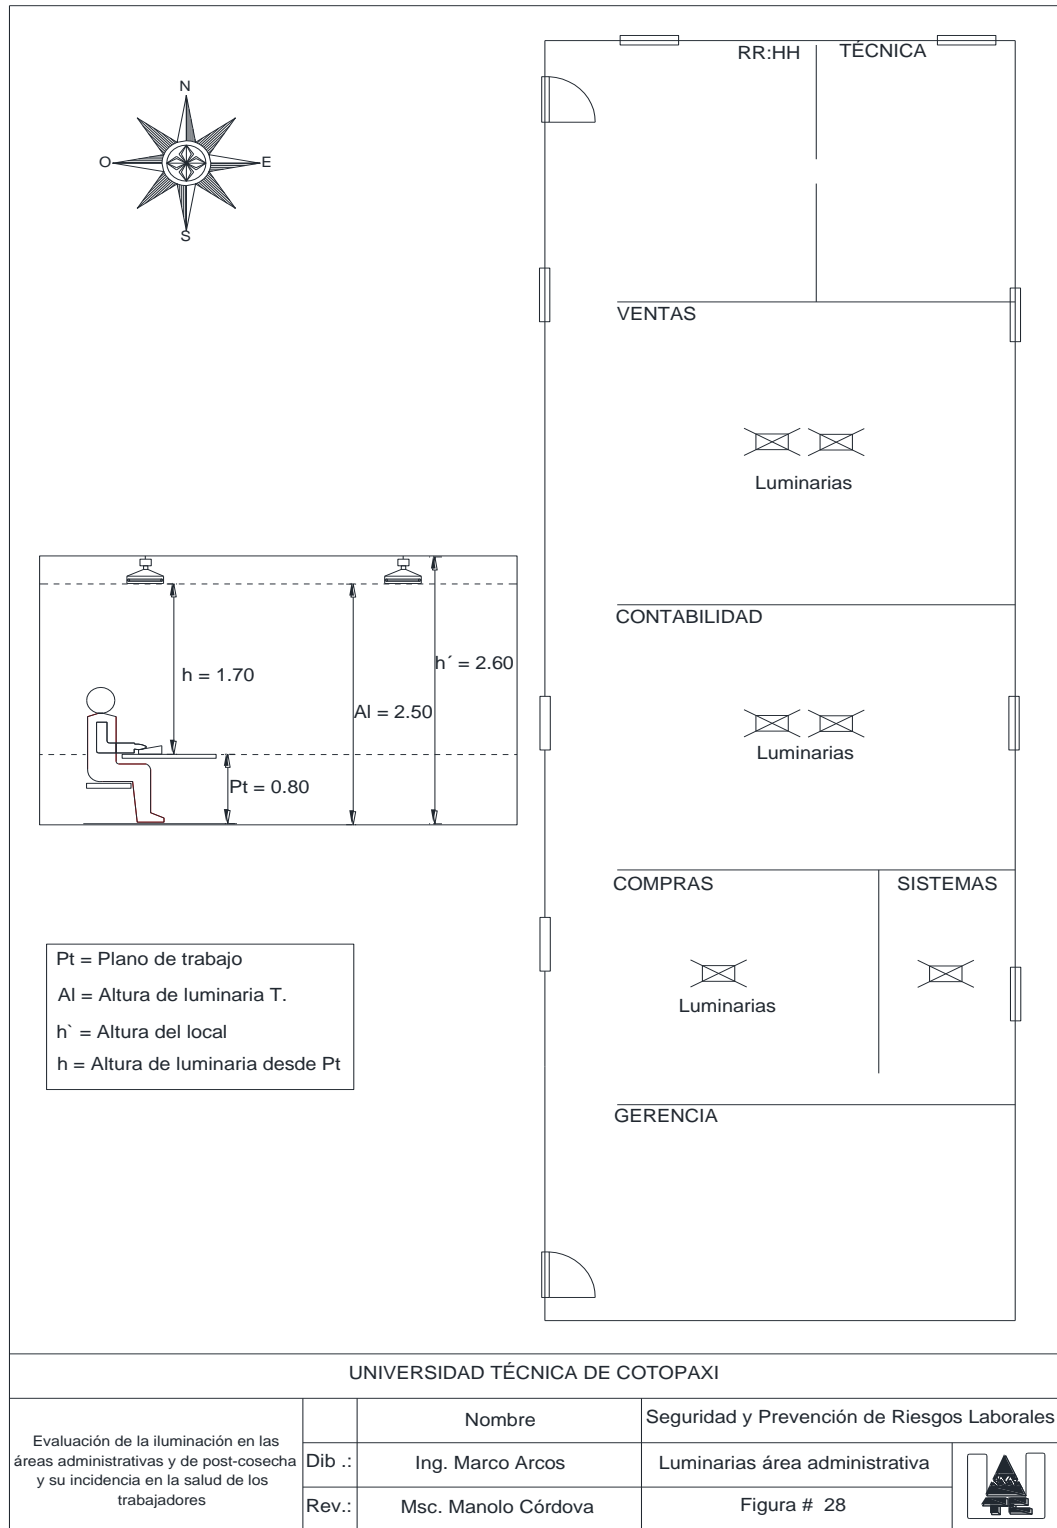 RR:HH
TÉCNICA
N
O
E
S
VENTAS
Luminarias
CONTABILIDAD
h = 1.70
h´ = 2.60
Al = 2.50
Pt = 0.80
Luminarias
COMPRAS
SISTEMAS
Luminarias
Pt = Plano de trabajo
Al = Altura de luminaria T.
h` = Altura del local
h = Altura de luminaria desde Pt
GERENCIA
UNIVERSIDAD TÉCNICA DE COTOPAXI
Evaluación de la iluminación en las
áreas administrativas y de post-cosecha
y su incidencia en la salud de los
trabajadores
Nombre
Seguridad y Prevención de Riesgos Laborales
Dib .:
Ing. Marco Arcos
Luminarias área administrativa
Rev.:
Msc. Manolo Córdova
Figura # 28